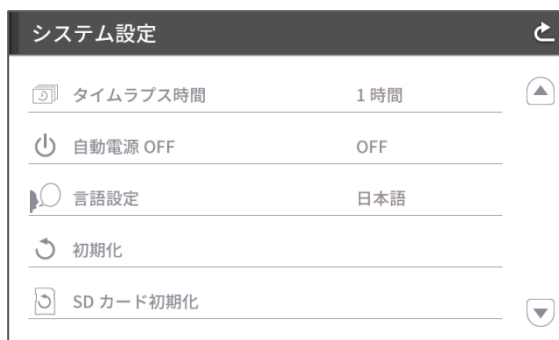 システム設定
タイムラプス時間 1 時間
自動電源 OFF OFF
言語設定 日本語
初期化
SD カード初期化